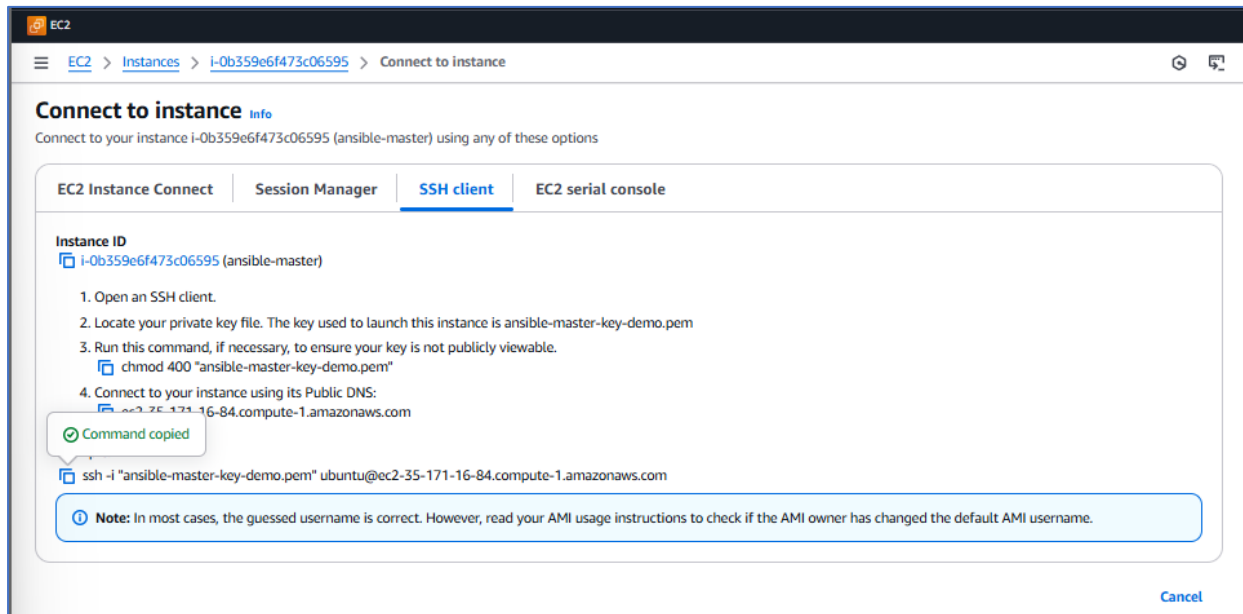 EC2
EC2 > Instances > i-0b359e6f473c06595 > Connect to instance
Connect to instance Info
Connect to your instance i-0b359e6f473c06595 (ansible-master) using any of these options
EC2 Instance Connect Session Manager SSH client EC2 serial console
Instance ID
i-0b359e6f473c06595 (ansible-master)
1. Open an SSH client.
2. Locate your private key file. The key used to launch this instance is ansible-master-key-demo.pem
3. Run this command, if necessary, to ensure your key is not publicly viewable.
chmod 400 "ansible-master-key-demo.pem"
4. Connect to your instance using its Public DNS:
ec2-35-171-16-84.compute-1.amazonaws.com
Command copied
ssh -i "ansible-master-key-demo.pem" ubuntu@ec2-35-171-16-84.compute-1.amazonaws.com
Note: In most cases, the guessed username is correct. However, read your AMI usage instructions to check if the AMI owner has changed the default AMI username.
Cancel